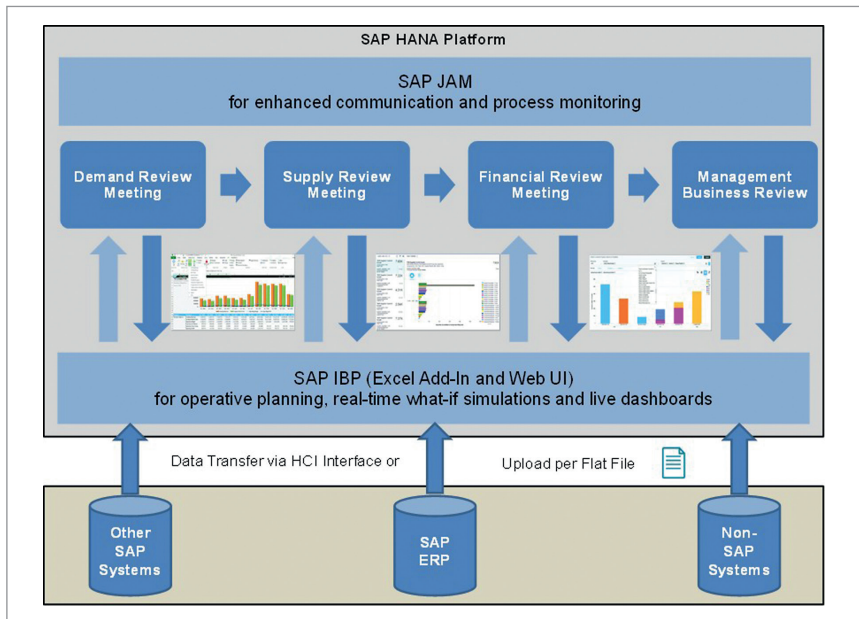 SAP HANA Platform
SAP JAM
for enhanced communication and process monitoring
Demand Review
Meeting
Supply Review
Meeting
Financial Review
Meeting
Management
Business Review
SAP IBP (Excel Add-In and Web UI)
for operative planning, real-time what-if simulations and live dashboards
Data Transfer via HCI Interface or
Upload per Flat File
Other
SAP
Systems
SAP
ERP
Non-
SAP
Systems